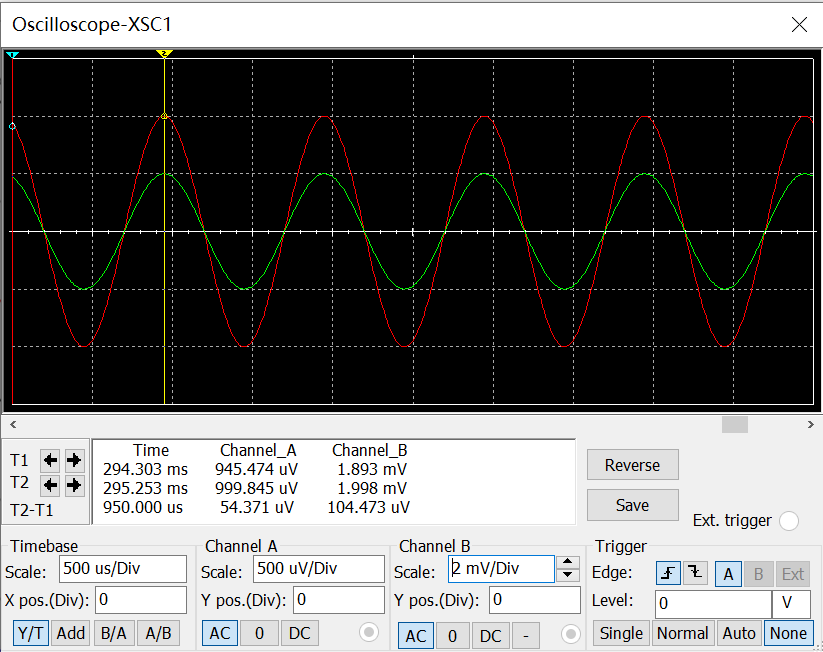 Oscilloscope-XSC1
1
2
Time Channel_A Channel_B
T1 294.303 ms 945.474 uV 1.893 mV
T2 295.253 ms 999.845 uV 1.998 mV
T2-T1 950.000 us 54.371 uV 104.473 uV
Reverse
Save
Ext. trigger
Timebase Channel A Channel B Trigger
Scale: 500 us/Div Scale: 500 uV/Div Scale: 2 mV/Div Edge: A B Ext
X pos.(Div): 0 Y pos.(Div): 0 Y pos.(Div): 0 Level: 0 V
Y/T Add B/A A/B AC 0 DC AC 0 DC - Single Normal Auto None